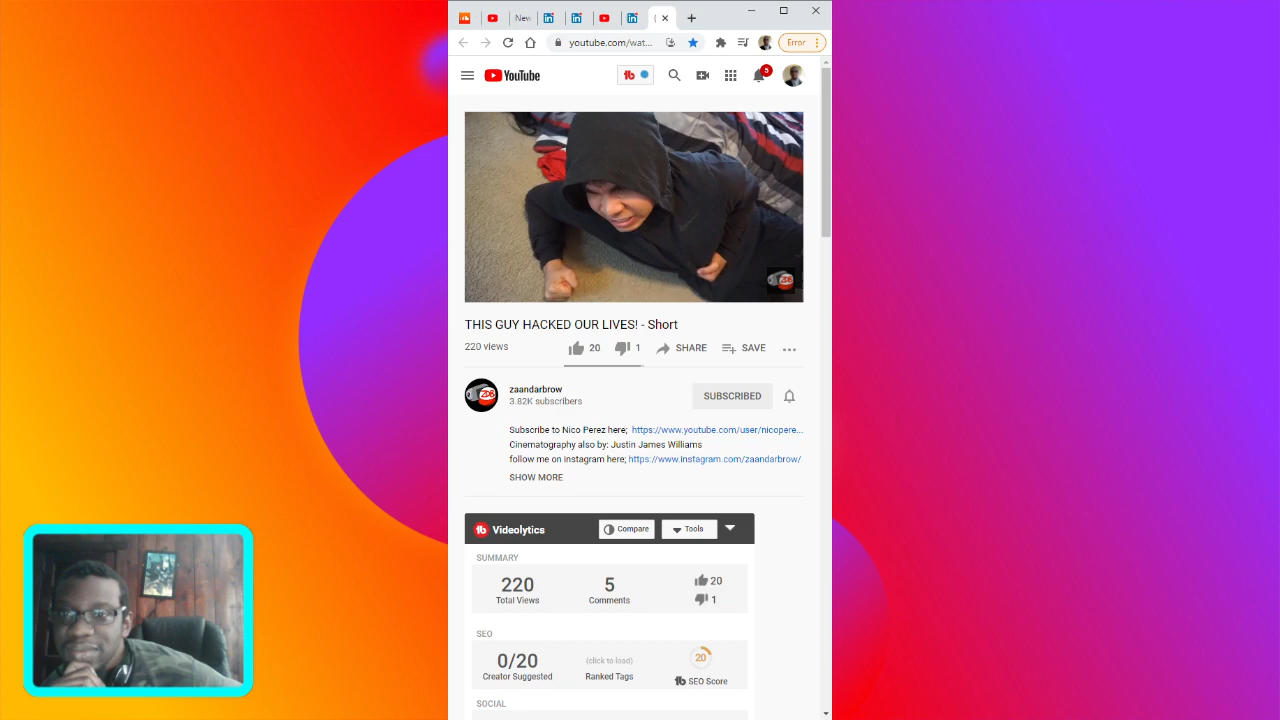 New
youtube.com/wat...
Error
YouTube
5
THIS GUY HACKED OUR LIVES! - Short
220 views
20
1
SHARE
SAVE
zaandarbrow
3.82K subscribers
SUBSCRIBED
Subscribe to Nico Perez here; https://www.youtube.com/user/nicopere...
Cinematography also by: Justin James Williams
follow me on instagram here; https://www.instagram.com/zaandarbrow/
SHOW MORE
tb Videolytics
Compare
Tools
SUMMARY
220
5
20
Total Views
Comments
1
SEO
0/20
(click to load)
20
Creator Suggested
Ranked Tags
tb SEO Score
SOCIAL